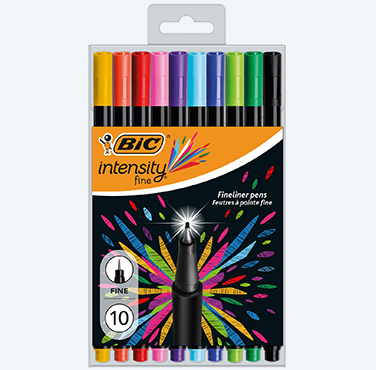 BIC
intensity
fine
Fineliner pens
Feutres à pointe fine
FINE
10